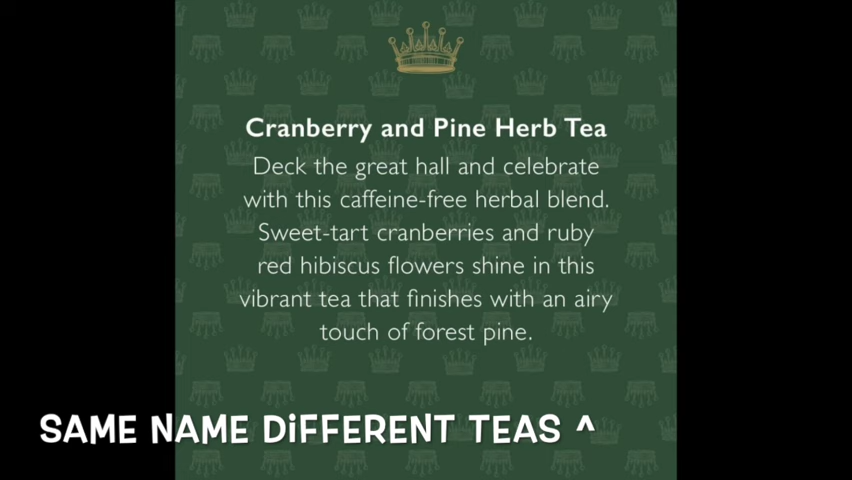 Cranberry and Pine Herb Tea
Deck the great hall and celebrate
with this caffeine-free herbal blend.
Sweet-tart cranberries and ruby
red hibiscus flowers shine in this
vibrant tea that finishes with an airy
touch of forest pine.
SAME NAME DiFFERENT TEAS ^